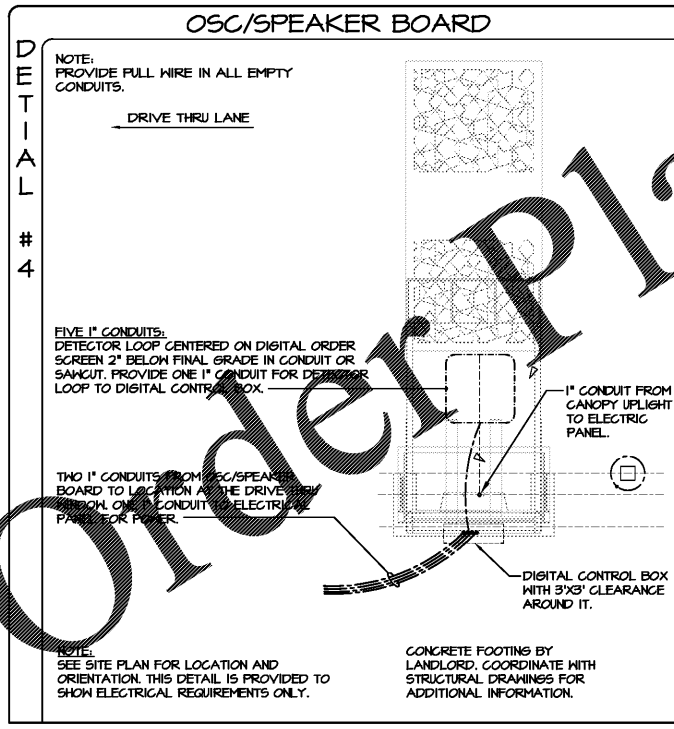 OSC/SPEAKER BOARD
DETIAL #4
NOTE:
PROVIDE PULL WIRE IN ALL EMPTY
CONDUITS.
DRIVE THRU LANE
FIVE 1" CONDUITS:
DETECTOR LOOP CENTERED ON DIGITAL ORDER
SCREEN 2" BELOW FINAL GRADE IN CONDUIT OR
SAWCUT. PROVIDE ONE 1" CONDUIT FOR DETECTOR
LOOP TO DIGITAL CONTROL BOX.
1" CONDUIT FROM
CANOPY UPLIGHT
TO ELECTRIC
PANEL.
TWO 1" CONDUITS FROM OSC/SPEAKER
BOARD TO LOCATION AT THE DRIVE THRU
WINDOW. ONE 1" CONDUIT TO ELECTRICAL
PANEL FOR POWER.
DIGITAL CONTROL BOX
WITH 3'X3' CLEARANCE
AROUND IT.
NOTE:
SEE SITE PLAN FOR LOCATION AND
ORIENTATION. THIS DETAIL IS PROVIDED TO
SHOW ELECTRICAL REQUIREMENTS ONLY.
CONCRETE FOOTING BY
LANDLORD. COORDINATE WITH
STRUCTURAL DRAWINGS FOR
ADDITIONAL INFORMATION.
Order Pla